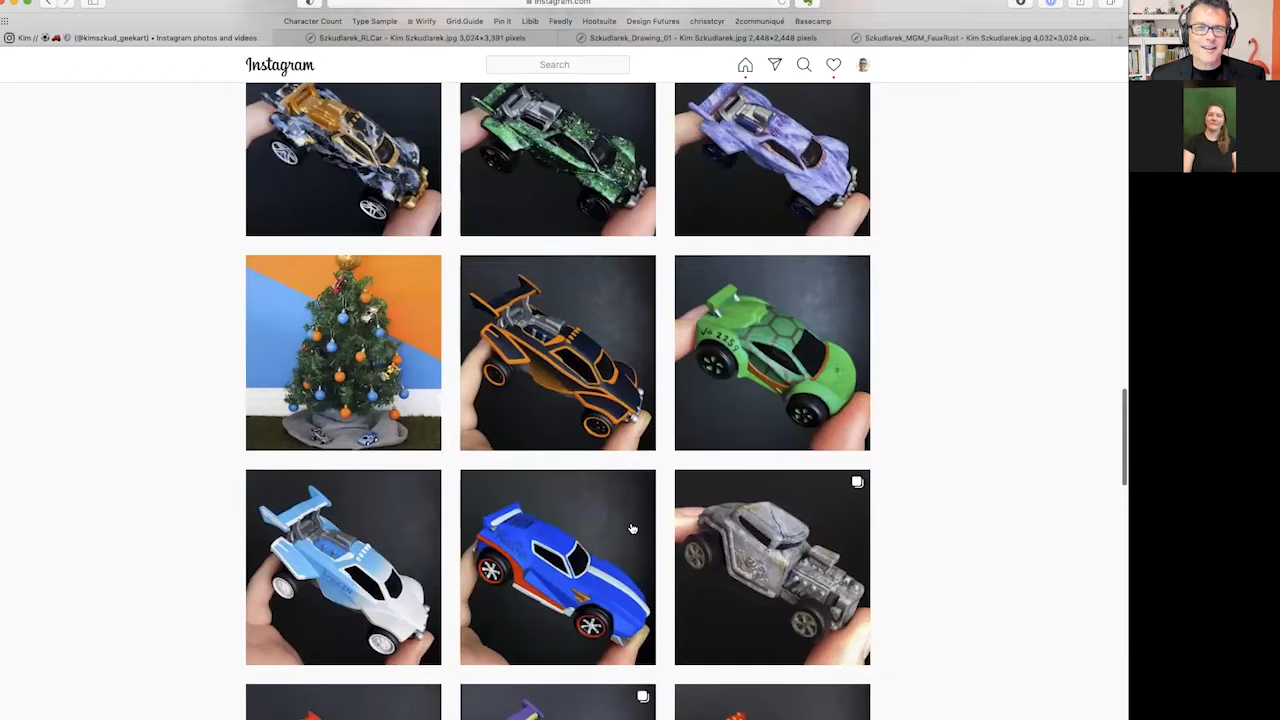 instagram.com
Character Count Type Sample Wirify Grid.Guide Pin it Libib Feedly Hootsuite Design Futures chrisstcyr Zcommuniqué Basecamp
Kim // (@kimszkud_geekart) • Instagram photos and videos
Szkudlarek_RLCar – Kim Szkudlarek.jpg 3,024×3,391 pixels
Szkudlarek_Drawing_01 – Kim Szkudlarek.jpg 2,448×2,448 pixels
Szkudlarek_MGM_FauxRust – Kim Szkudlarek.jpg 4,032×3,024 pix...
Instagram
Search